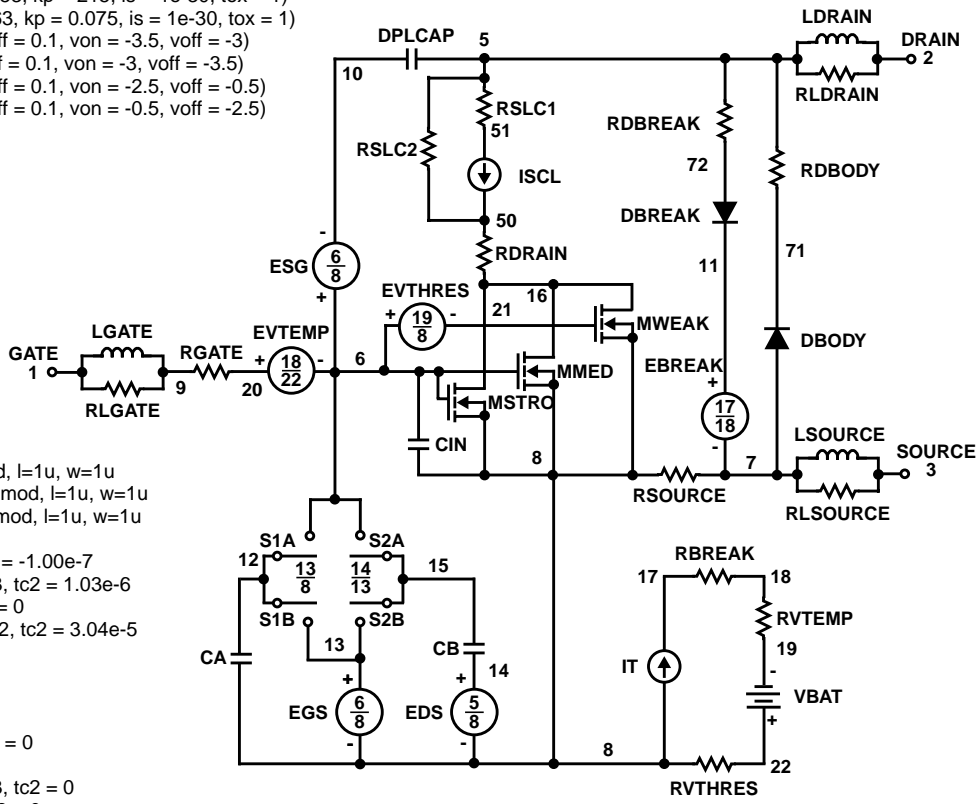 = 1e-30, tox = 1)
63, kp = 0.075, is = 1e-30, tox = 1)
off = 0.1, von = -3.5, voff = -3)
ff = 0.1, von = -3, voff = -3.5)
ff = 0.1, von = -2.5, voff = -0.5)
ff = 0.1, von = -0.5, voff = -2.5)
LDRAIN
DPLCAP
5
DRAIN
2
10
RLDRAIN
RSLC1
51
RDBREAK
RSLC2
72
RDBODY
ISCL
DBREAK
50
RDRAIN
71
6
8
ESG
11
EVTHRES
16
21
19
8
MWEAK
LGATE
EVTEMP
GATE
1
RGATE
18
22
6
EBREAK
DBODY
MMED
9
20
MSTRO
RLGATE
17
18
LSOURCE
CIN
SOURCE
3
8
7
d, l=1u, w=1u
mod, l=1u, w=1u
mod, l=1u, w=1u
RSOURCE
RLSOURCE
= -1.00e-7
3, tc2 = 1.03e-6
= 0
2, tc2 = 3.04e-5
S1A
S2A
12
13
8
14
13
15
RBREAK
17
18
S1B
S2B
RVTEMP
13
CB
19
CA
14
IT
-
VBAT
+
EGS
6
8
EDS
5
8
= 0
8
22
3, tc2 = 0
RVTHRES